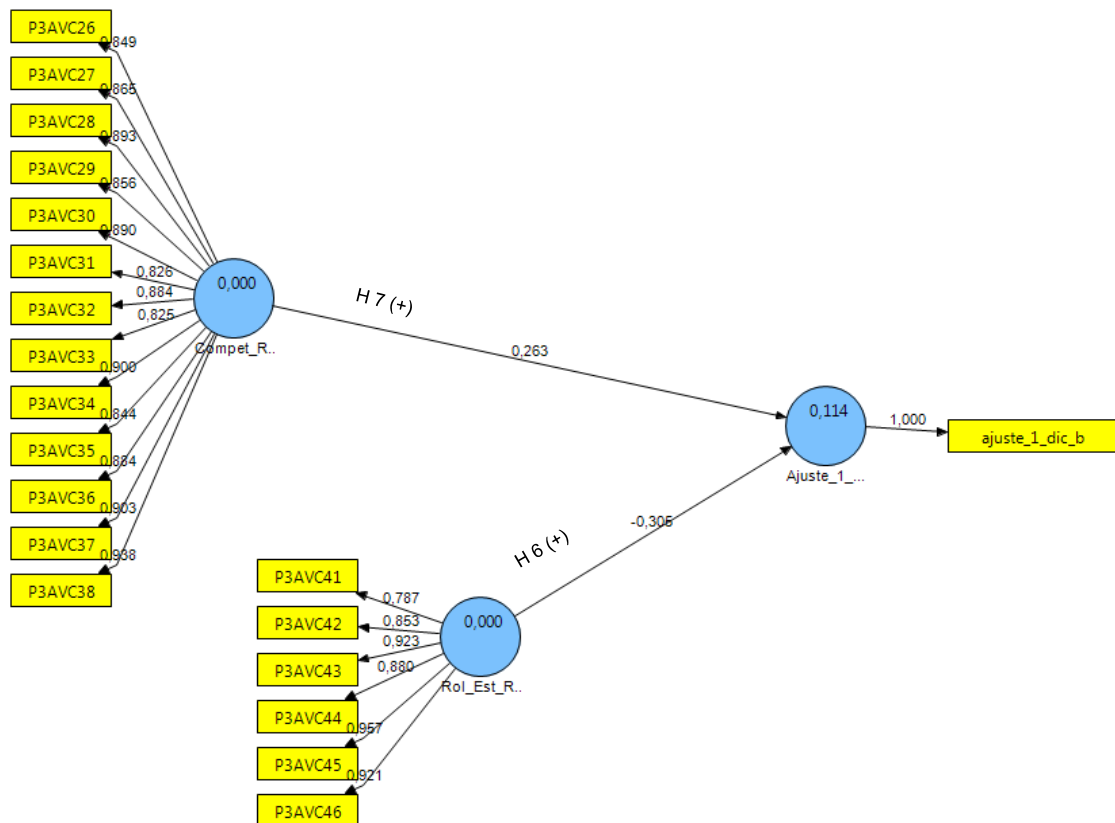 P3AVC26
0,849
P3AVC27
0,865
P3AVC28
0,893
P3AVC29
0,856
P3AVC30
0,890
P3AVC31
0,826
P3AVC32
0,884
0,825
P3AVC33
0,900
P3AVC34
0,844
P3AVC35
0,884
P3AVC36
0,903
P3AVC37
0,938
P3AVC38
0,000
Compet_R..
H 7 (+)
0,263
0,114
Ajuste_1_...
1,000
ajuste_1_dic_b
-0,305
H 6 (+)
P3AVC41
0,787
P3AVC42
0,853
0,923
P3AVC43
0,880
P3AVC44
0,957
P3AVC45
0,921
P3AVC46
0,000
Rol_Est_R..